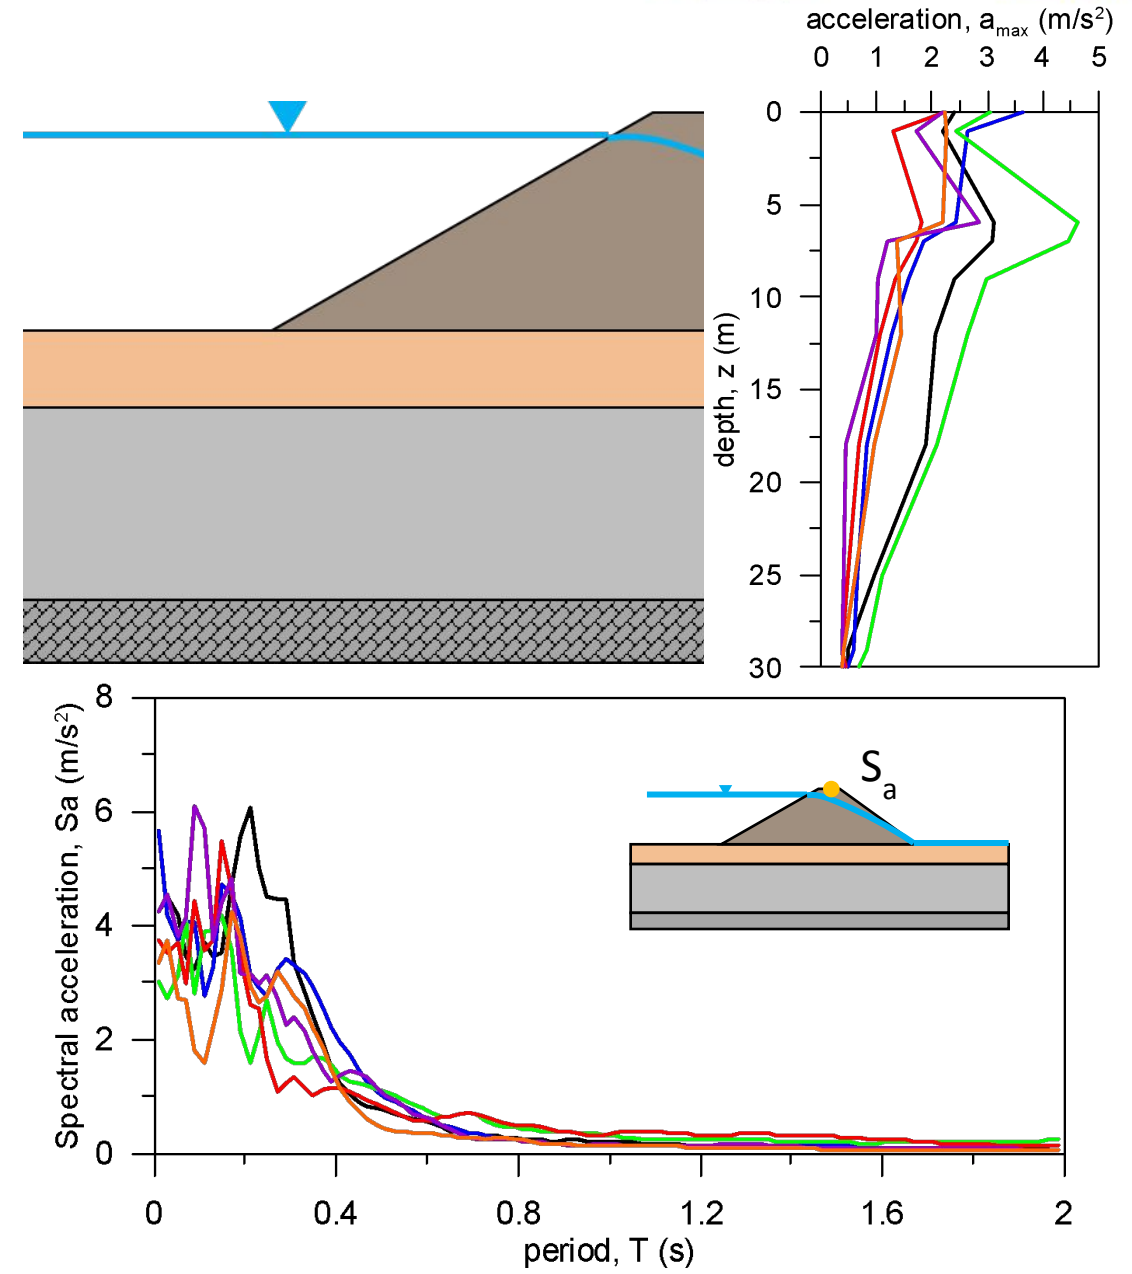 acceleration, amax (m/s²)
0 1 2 3 4 5
0
5
10
15
20
25
30
depth, z (m)
8
6
4
2
0
Spectral acceleration, Sa (m/s²)
Sa
0 0.4 0.8 1.2 1.6 2
period, T (s)